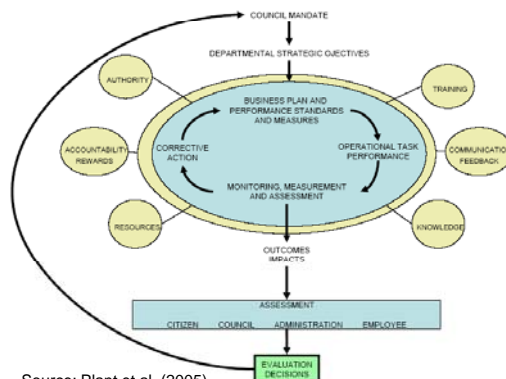 COUNCIL MANDATE
DEPARTMENTAL STRATEGIC OJECTIVES
AUTHORITY
TRAINING
BUSINESS PLAN AND
PERFORMANCE STANDARDS
AND MEASURES
ACCOUNTABILITY
REWARDS
CORRECTIVE
ACTION
OPERATIONAL TASK
PERFORMANCE
COMMUNICATION
FEEDBACK
MONITORING, MEASUREMENT
AND ASSESSMENT
RESOURCES
KNOWLEDGE
OUTCOMES
IMPACTS
ASSESSMENT
CITIZEN COUNCIL ADMINISTRATION EMPLOYEE
EVALUATION
DECISIONS
Source: Plant et al. (2005)